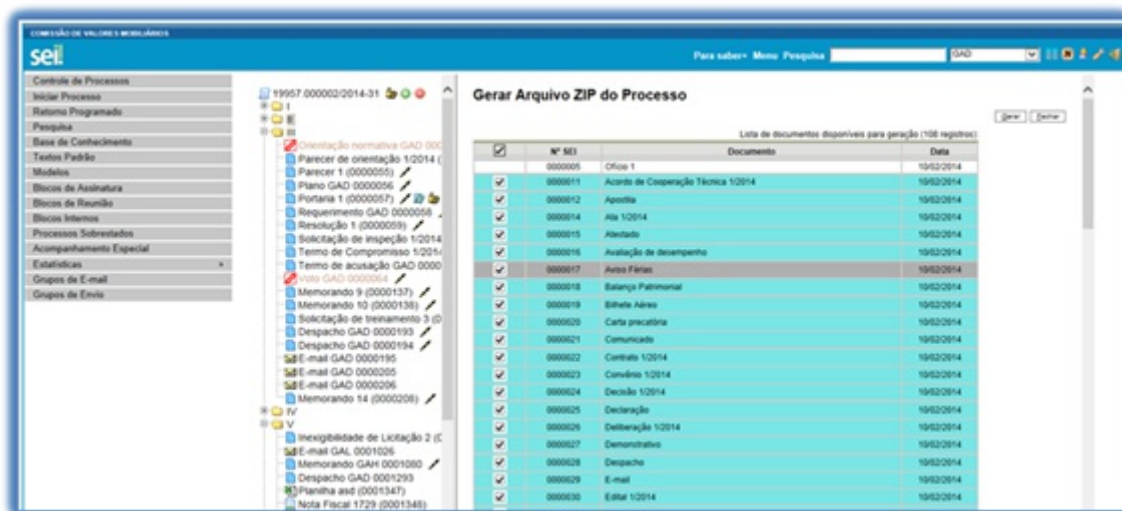 COMISSÃO DE VALORES MOBILIÁRIOS
sei!
Para saber+ Menu Pesquisa
GAD
Controle de Processos
Iniciar Processo
Retorno Programado
Pesquisa
Base de Conhecimento
Textos Padrão
Modelos
Blocos de Assinatura
Blocos de Reunião
Blocos Internos
Processos Sobrestados
Acompanhamento Especial
Estatísticas
Grupos de E-mail
Grupos de Envio
19957.000002/2014-31
I
II
III
Orientação normativa GAD 000
Parecer de orientação 1/2014 (
Parecer 1 (0000055)
Plano GAD 0000056
Portaria 1 (0000057)
Requerimento GAD 0000058
Resolução 1 (0000059)
Solicitação de inspeção 1/2014
Termo de Compromisso 1/2014
Termo de acusação GAD 0000
Voto GAD 0000064
Memorando 9 (0000137)
Memorando 10 (0000138)
Solicitação de treinamento 3 (0
Despacho GAD 0000193
Despacho GAD 0000194
E-mail GAD 0000195
E-mail GAD 0000205
E-mail GAD 0000206
Memorando 14 (0000208)
IV
V
Inexigibilidade de Licitação 2 (0
E-mail GAL 0001026
Memorando GAH 0001080
Despacho GAD 0001293
Planilha asd (0001347)
Nota Fiscal 1729 (0001348)
Gerar Arquivo ZIP do Processo
Gerar Fechar
Lista de documentos disponíveis para geração (108 registros):
Nº SEI Documento Data
0000005 Ofício 1 10/02/2014
0000011 Acordo de Cooperação Técnica 1/2014 10/02/2014
0000012 Apostila 10/02/2014
0000014 Ata 1/2014 10/02/2014
0000015 Atestado 10/02/2014
0000016 Avaliação de desempenho 10/02/2014
0000017 Aviso Férias 10/02/2014
0000018 Balanço Patrimonial 10/02/2014
0000019 Bilhete Aéreo 10/02/2014
0000020 Carta precatória 10/02/2014
0000021 Comunicado 10/02/2014
0000022 Contrato 1/2014 10/02/2014
0000023 Convênio 1/2014 10/02/2014
0000024 Decisão 1/2014 10/02/2014
0000025 Declaração 10/02/2014
0000026 Deliberação 1/2014 10/02/2014
0000027 Demonstrativo 10/02/2014
0000028 Despacho 10/02/2014
0000029 E-mail 10/02/2014
0000030 Edital 1/2014 10/02/2014